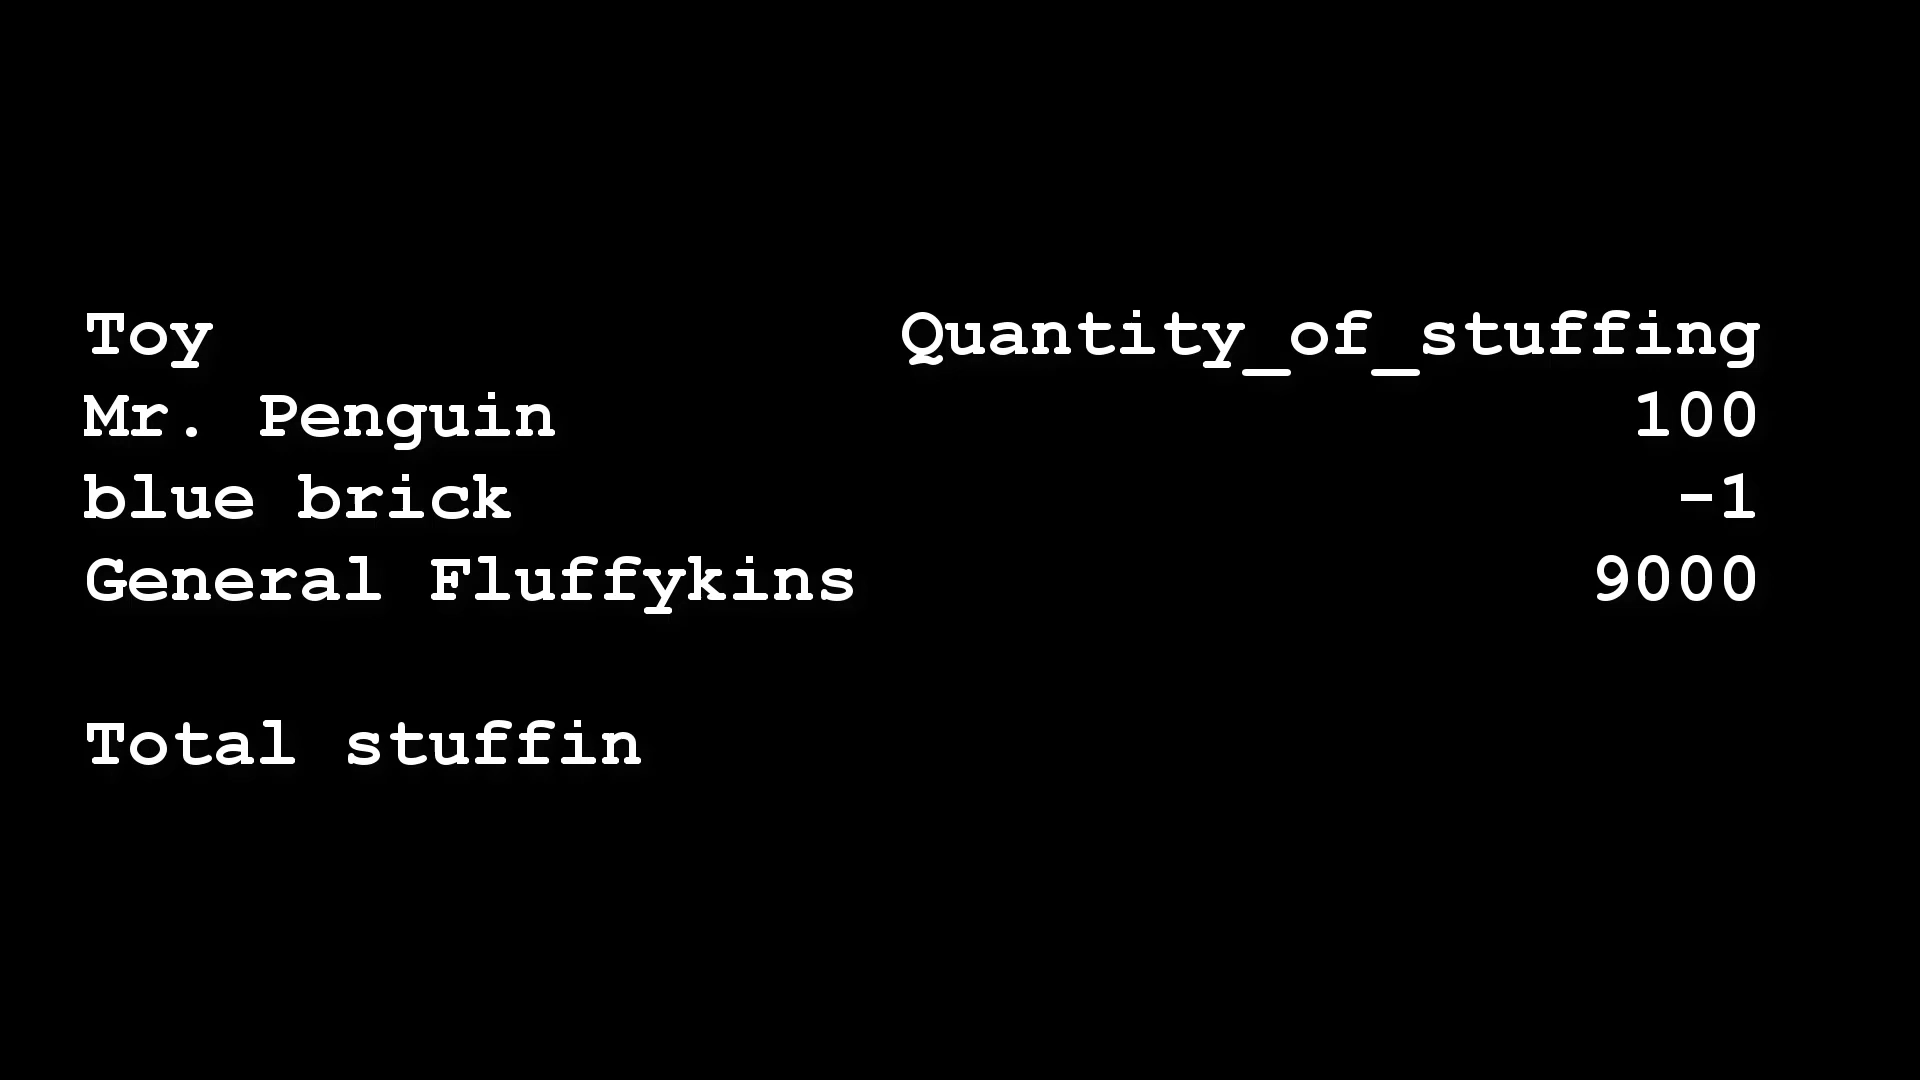 Toy Quantity_of_stuffing
Mr. Penguin 100
blue brick -1
General Fluffykins 9000
Total stuffin